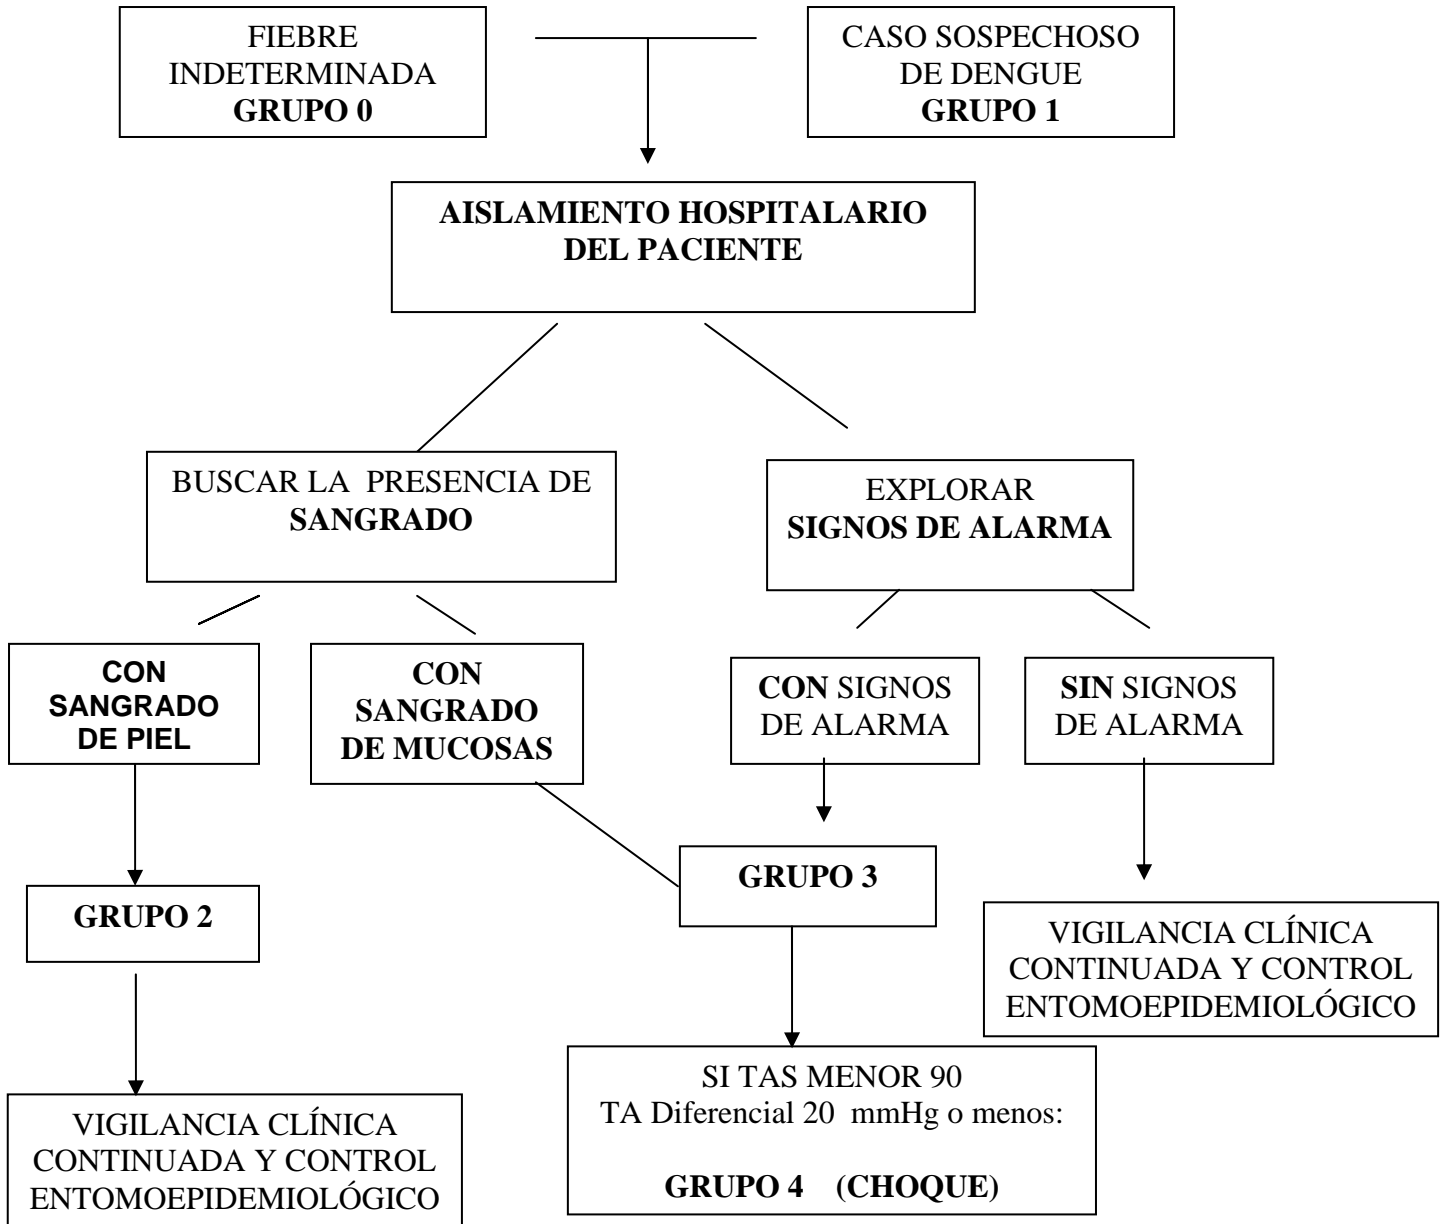 FIEBRE
INDETERMINADA
GRUPO 0
CASO SOSPECHOSO
DE DENGUE
GRUPO 1
AISLAMIENTO HOSPITALARIO
DEL PACIENTE
BUSCAR LA PRESENCIA DE
SANGRADO
EXPLORAR
SIGNOS DE ALARMA
CON
SANGRADO
DE PIEL
CON
SANGRADO
DE MUCOSAS
CON SIGNOS
DE ALARMA
SIN SIGNOS
DE ALARMA
GRUPO 2
GRUPO 3
VIGILANCIA CLÍNICA
CONTINUADA Y CONTROL
ENTOMOEPIDEMIOLÓGICO
VIGILANCIA CLÍNICA
CONTINUADA Y CONTROL
ENTOMOEPIDEMIOLÓGICO
SI TAS MENOR 90
TA Diferencial 20 mmHg o menos:
GRUPO 4 (CHOQUE)